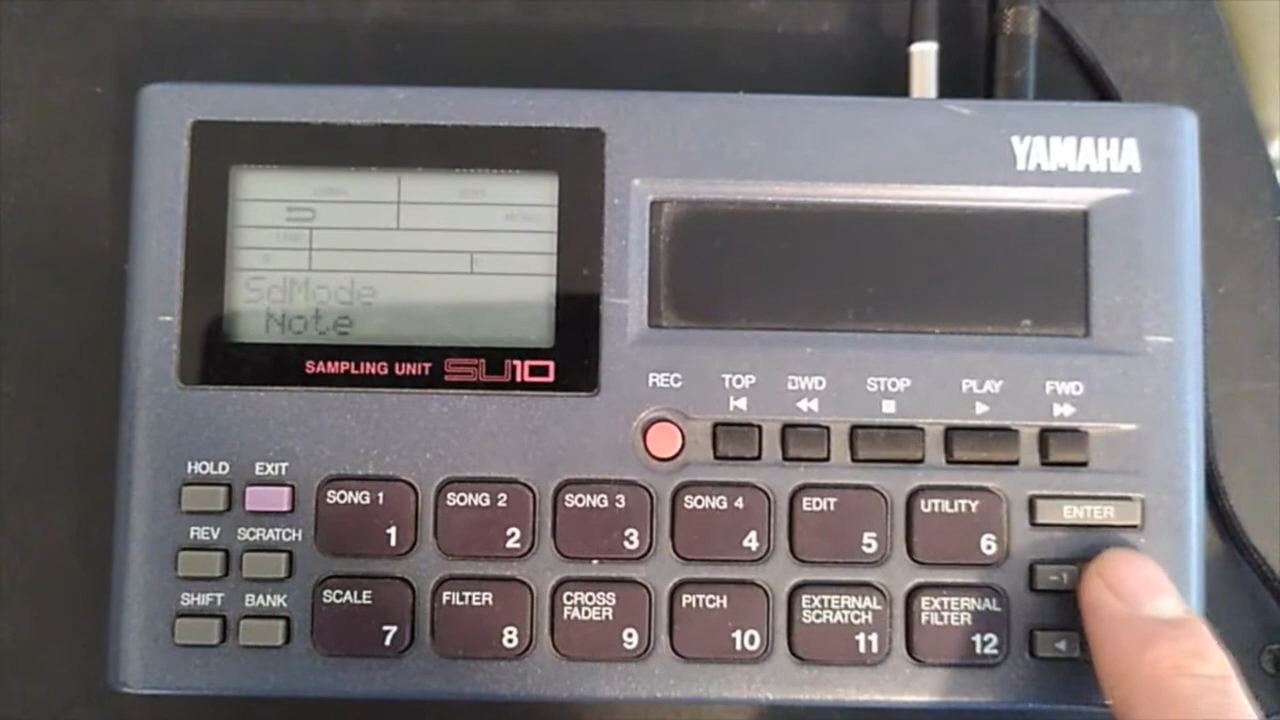 YAMAHA
SdMode
Note
SAMPLING UNIT SU10
REC TOP BWD STOP PLAY FWD
HOLD EXIT
SONG 1 1
SONG 2 2
SONG 3 3
SONG 4 4
EDIT 5
UTILITY 6
ENTER
REV SCRATCH
-1
SHIFT BANK
SCALE 7
FILTER 8
CROSS
FADER 9
PITCH 10
EXTERNAL
SCRATCH 11
EXTERNAL
FILTER 12